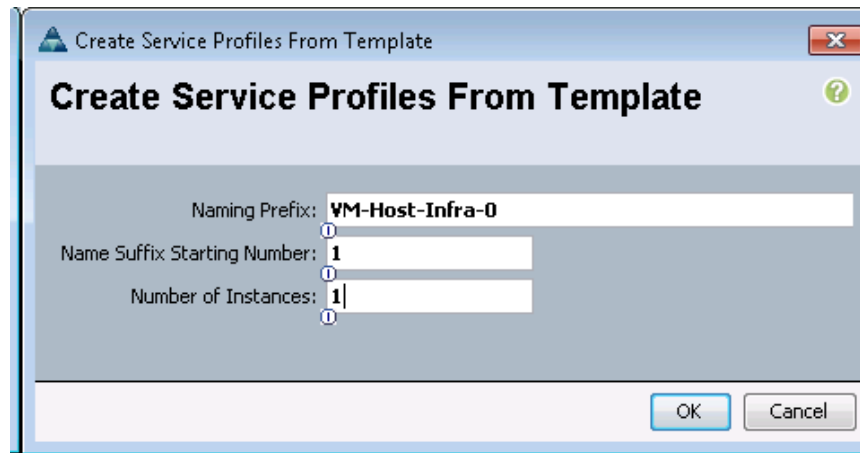 Create Service Profiles From Template
Create Service Profiles From Template
Naming Prefix: VM-Host-Infra-0
Name Suffix Starting Number: 1
Number of Instances: 1
OK Cancel